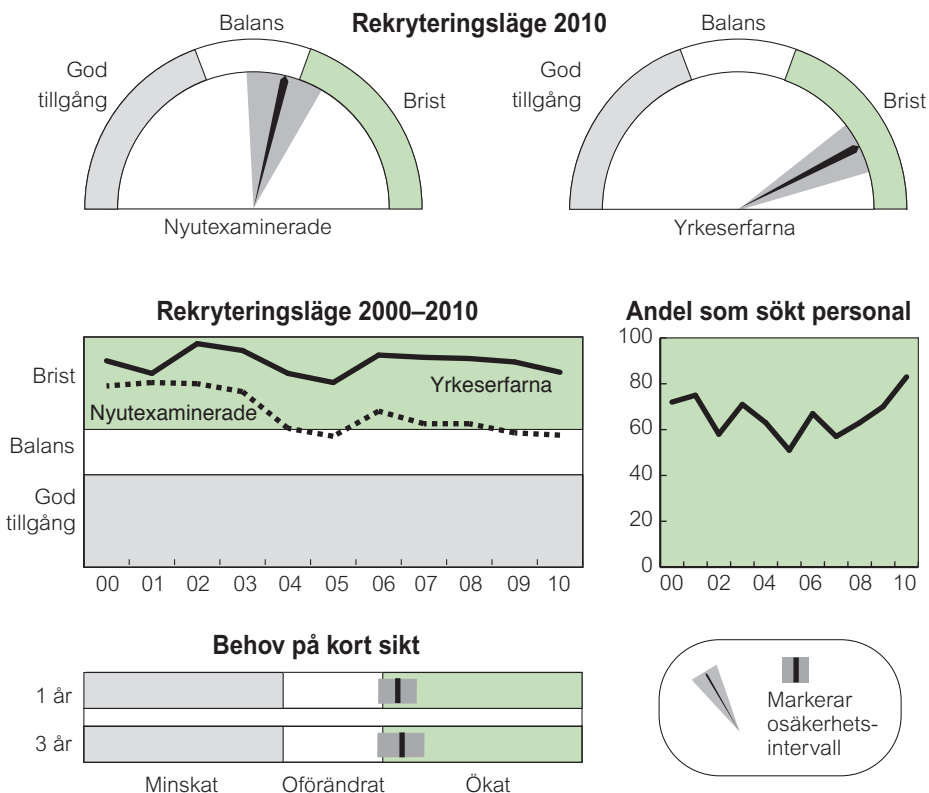 Rekryteringsläge 2010
Balans
God
tillgång
Brist
Nyutexaminerade
Balans
God
tillgång
Brist
Yrkeserfarna
Rekryteringsläge 2000–2010
Brist
Balans
God
tillgång
Yrkeserfarna
Nyutexaminerade
00 01 02 03 04 05 06 07 08 09 10
Andel som sökt personal
100
80
60
40
20
0
00 02 04 06 08 10
Behov på kort sikt
1 år
3 år
Minskat Oförändrat Ökat
Markerar
osäkerhets-
intervall